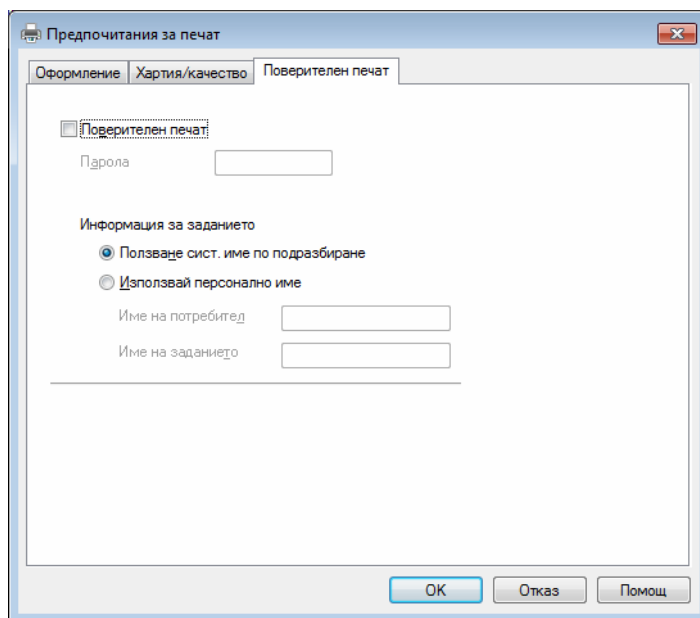 Предпочитания за печат
Оформление Хартия/качество Поверителен печат
Поверителен печат
Парола
Информация за заданието
Ползване сист. име по подразбиране
Използвай персонално име
Име на потребител
Име на заданието
OK Отказ Помощ